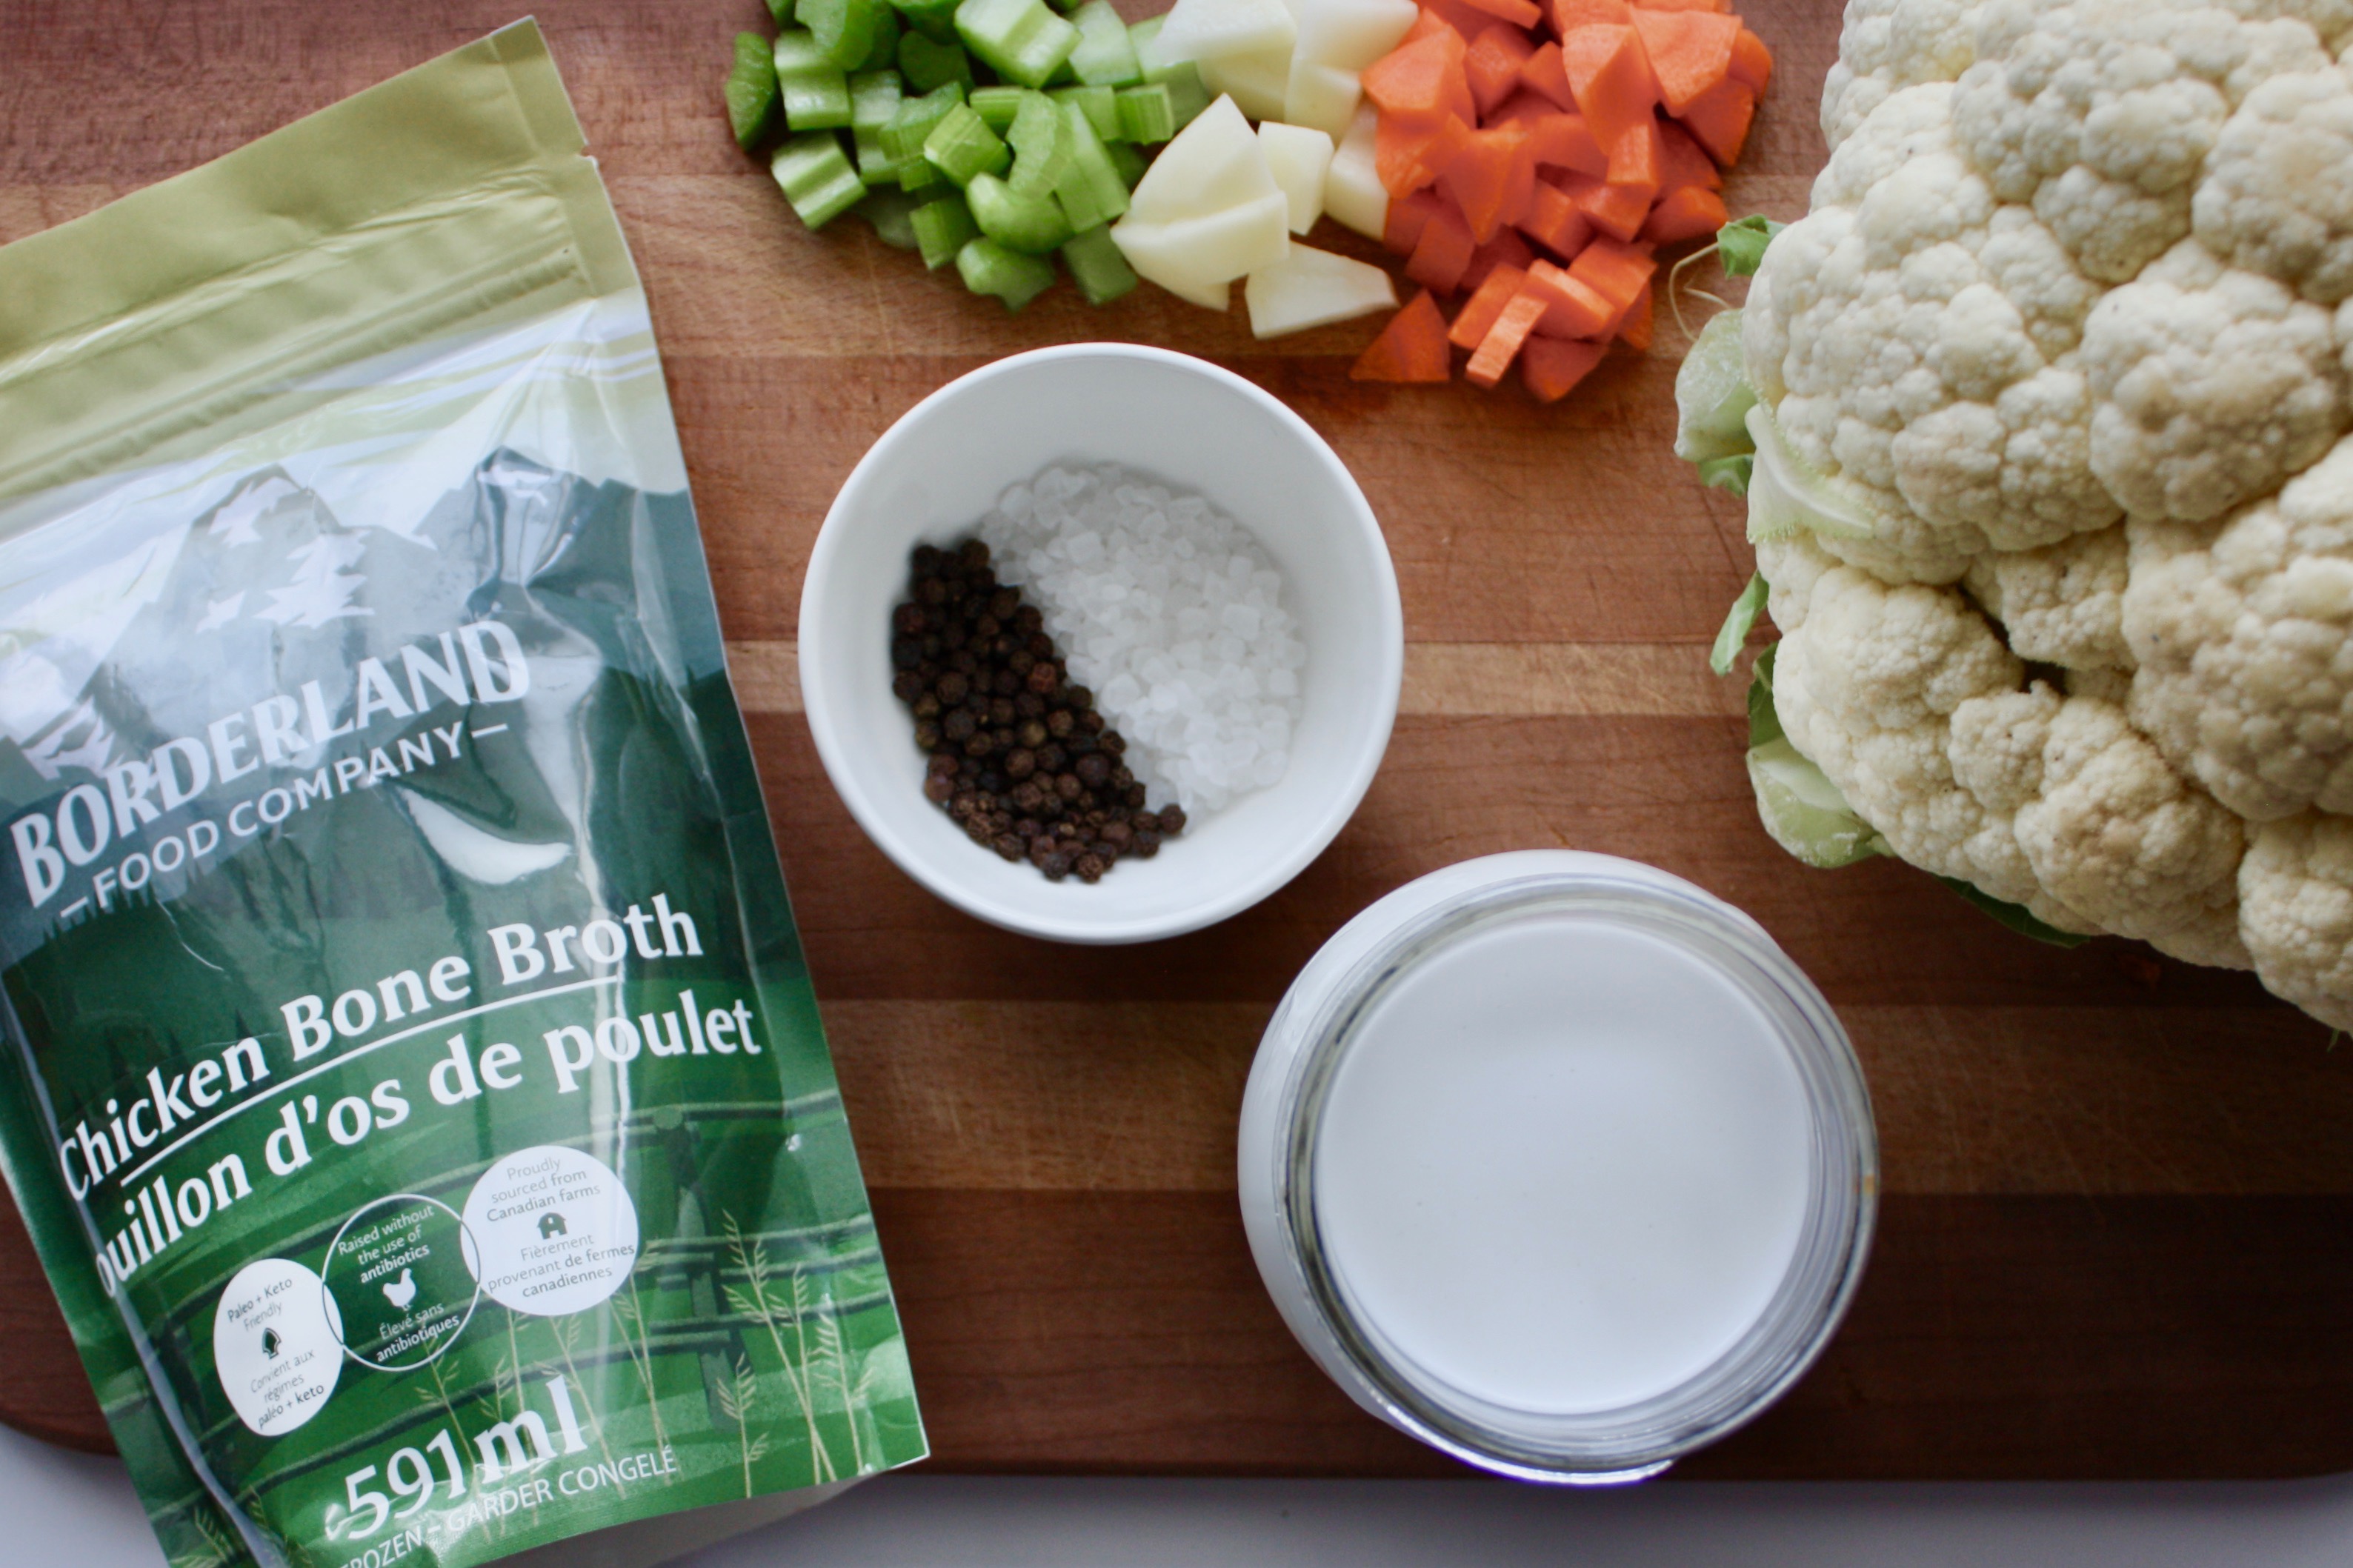 BORDERLAND
–FOOD COMPANY–
Chicken Bone Broth
ouillon d'os de poulet
Paleo + Keto
Friendly
Convient aux
régimes
paléo + keto
Raised without
the use of
antibiotics
Élevé sans
antibiotiques
Proudly
sourced from
Canadian farms
Fièrement
provenant de fermes
canadiennes
591ml
FROZEN – GARDER CONGELÉ